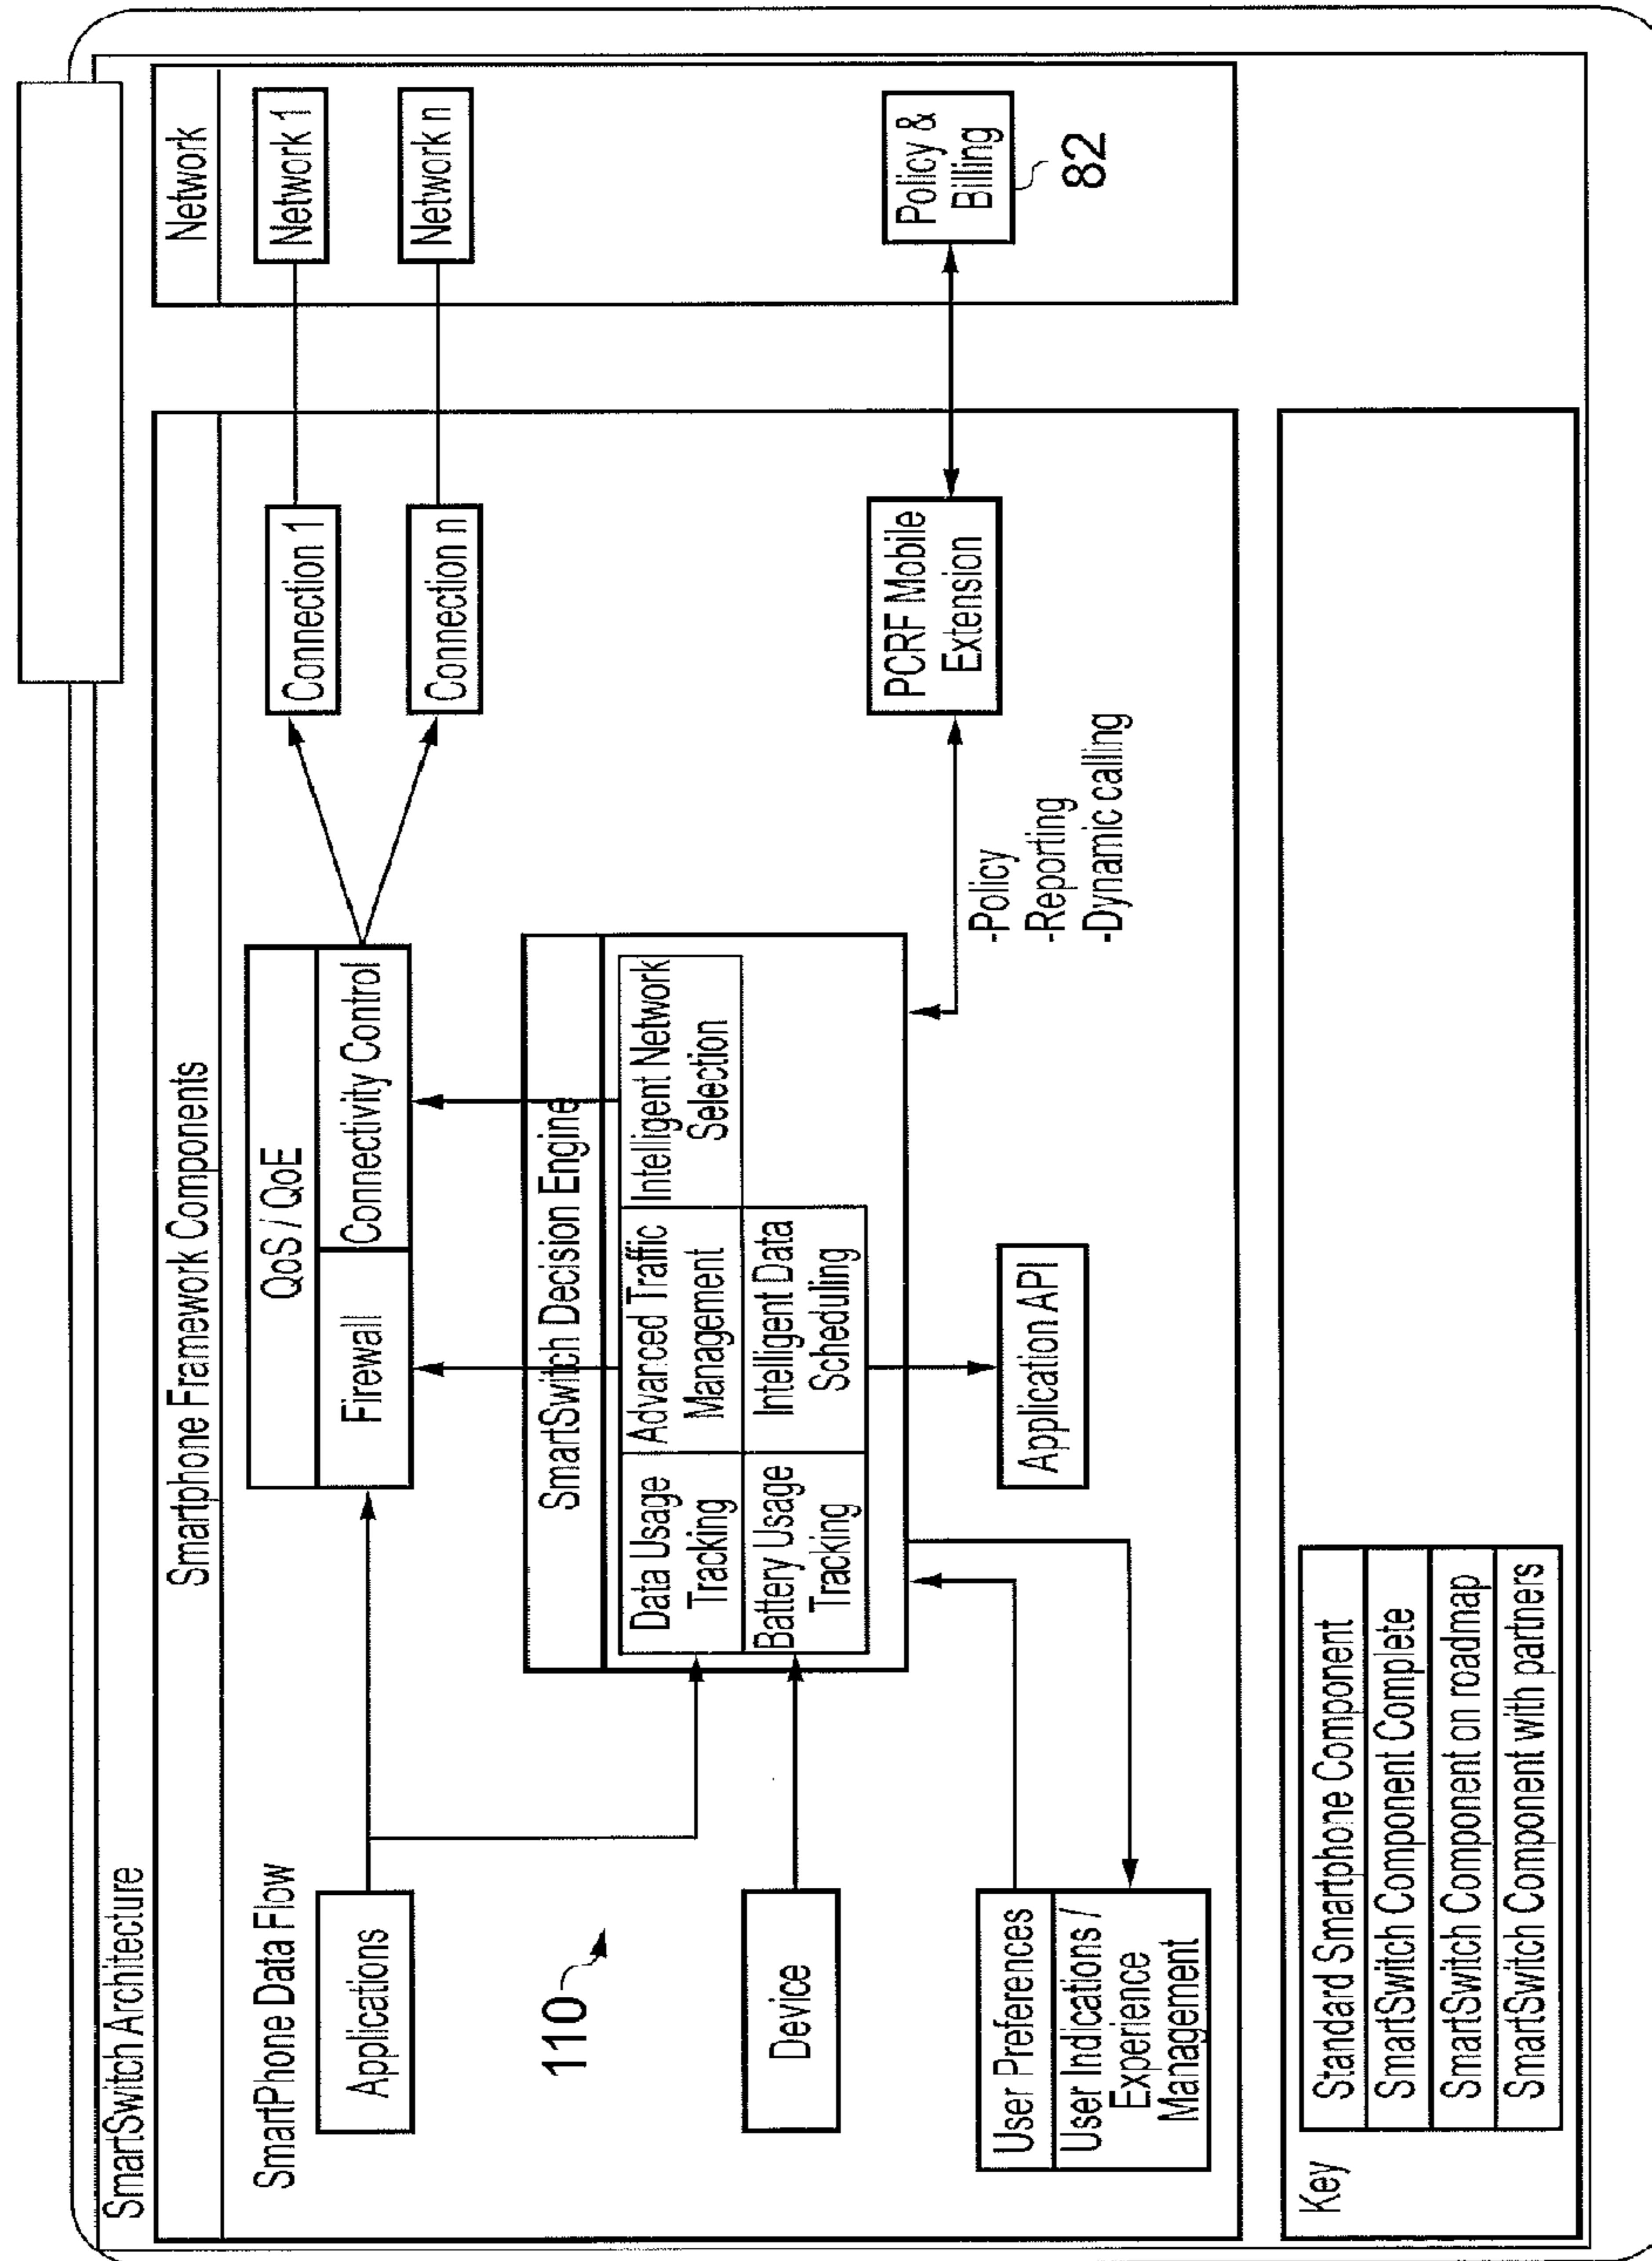 SmartSwitch Architecture
Smartphone Framework Components
Network
SmartPhone Data Flow
Applications
QoS / QoE
Firewall
Connectivity Control
Connection 1
Network 1
Connection n
Network n
110
SmartSwitch Decision Engine
Data Usage
Tracking
Advanced Traffic
Management
Intelligent Network
Selection
Battery Usage
Tracking
Intelligent Data
Scheduling
Device
PCRF Mobile
Extension
Policy &
Billing
82
-Policy
-Reporting
-Dynamic calling
Application API
User Preferences
User Indications /
Experience
Management
Key
Standard Smartphone Component
SmartSwitch Component Complete
SmartSwitch Component on roadmap
SmartSwitch Component with partners